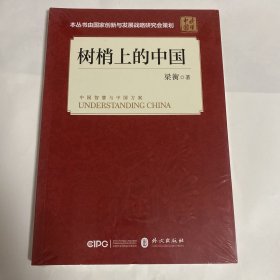 本丛书由国家创新与发展战略研究会策划
树梢上的中国
梁衡◇著
中国智慧与中国方案
UNDERSTANDING CHINA
CIPG
外文出版社